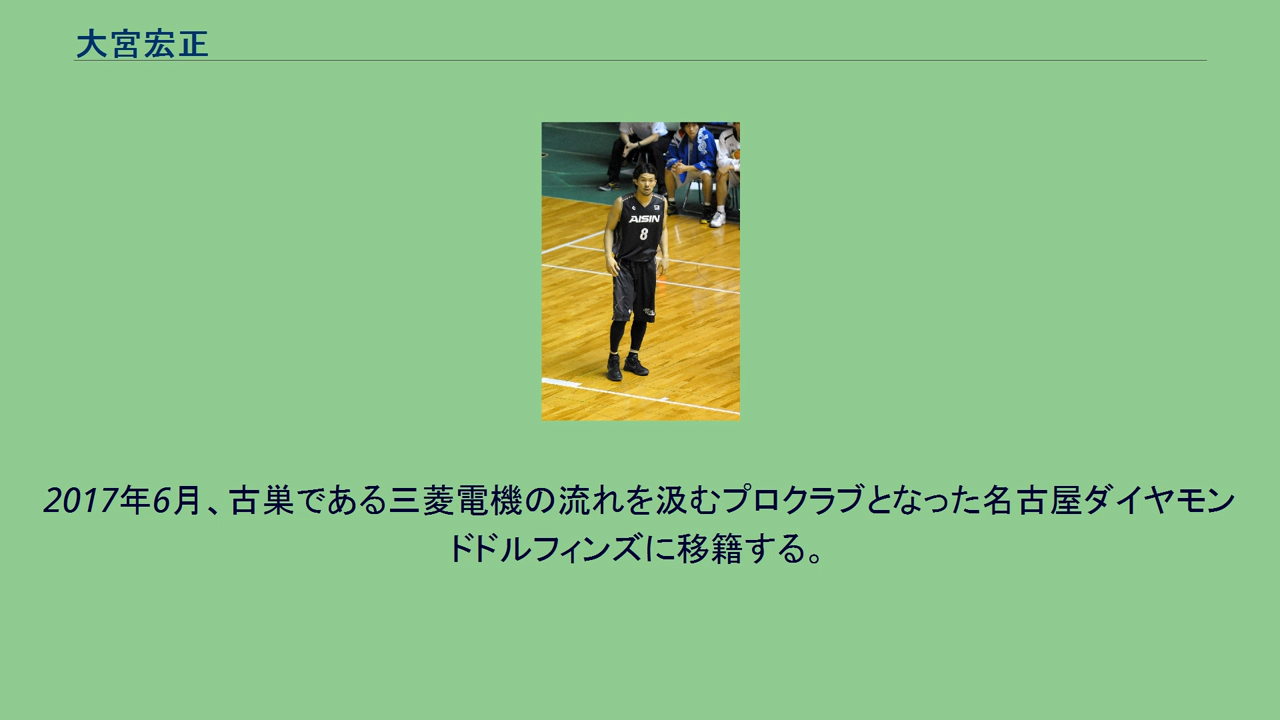 大宮宏正
AISIN
8
2017年6月、古巣である三菱電機の流れを汲むプロクラブとなった名古屋ダイヤモン
ドドルフィンズに移籍する。